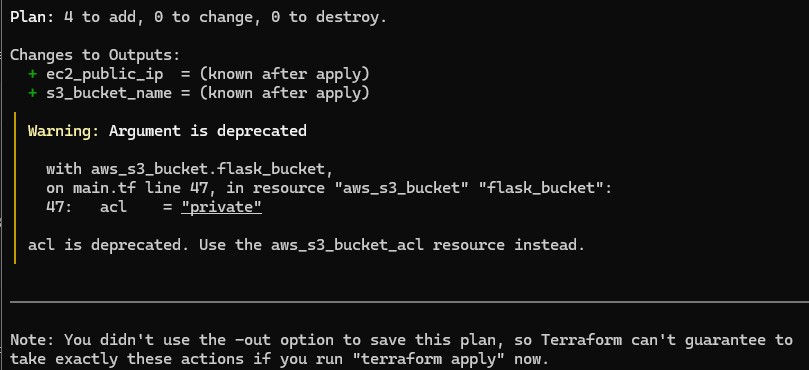 Plan: 4 to add, 0 to change, 0 to destroy.
Changes to Outputs:
+ ec2_public_ip  = (known after apply)
+ s3_bucket_name = (known after apply)
Warning: Argument is deprecated
with aws_s3_bucket.flask_bucket,
on main.tf line 47, in resource "aws_s3_bucket" "flask_bucket":
47:   acl    = "private"
acl is deprecated. Use the aws_s3_bucket_acl resource instead.
Note: You didn't use the -out option to save this plan, so Terraform can't guarantee to
take exactly these actions if you run "terraform apply" now.